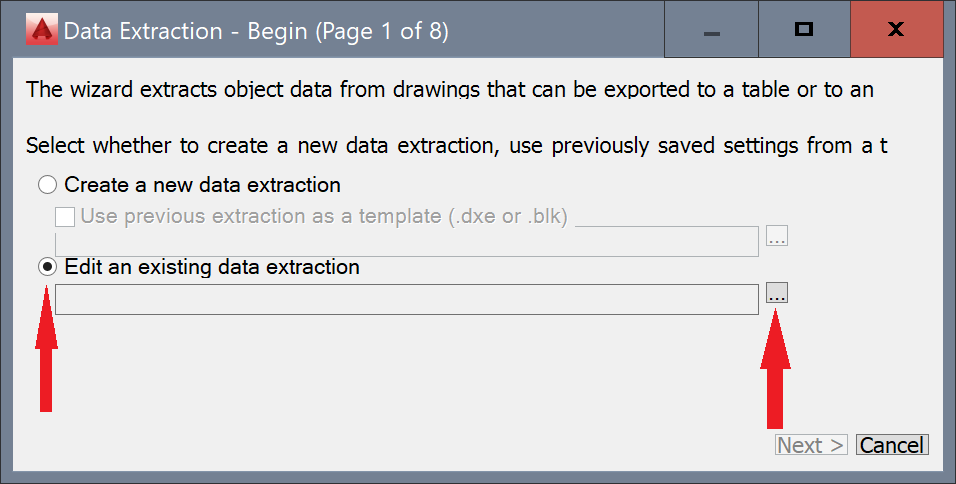 Data Extraction - Begin (Page 1 of 8)
The wizard extracts object data from drawings that can be exported to a table or to an
Select whether to create a new data extraction, use previously saved settings from a t
Create a new data extraction
Use previous extraction as a template (.dxe or .blk)
...
Edit an existing data extraction
...
Next > Cancel